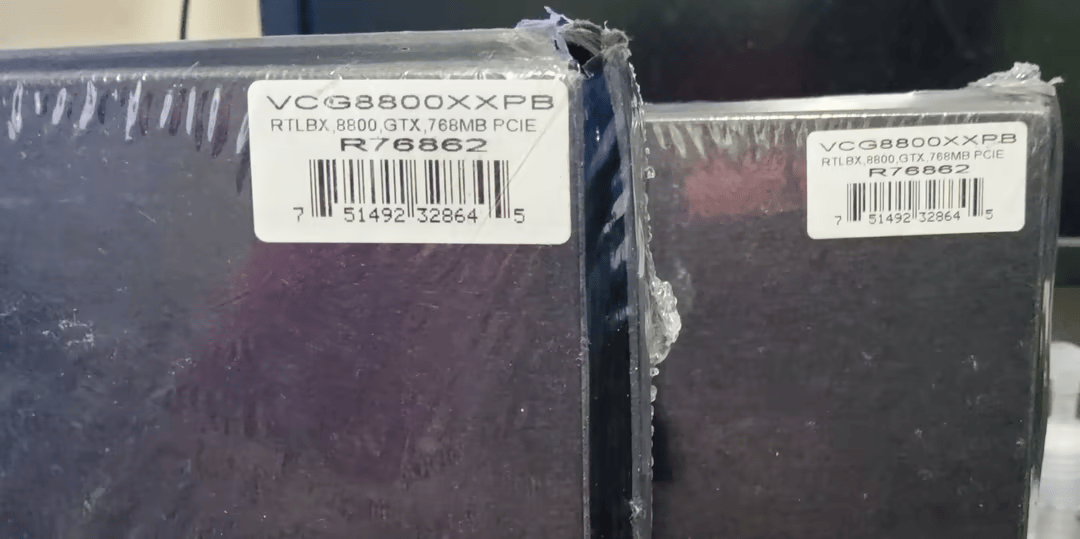 VCG8800XXPB
RTLBX,8800,GTX,768MB PCIE
R76862
7 51492 32864 5
VCG8800XXPB
RTLBX,8800,GTX,768MB PCIE
R76862
7 51492 32864 5